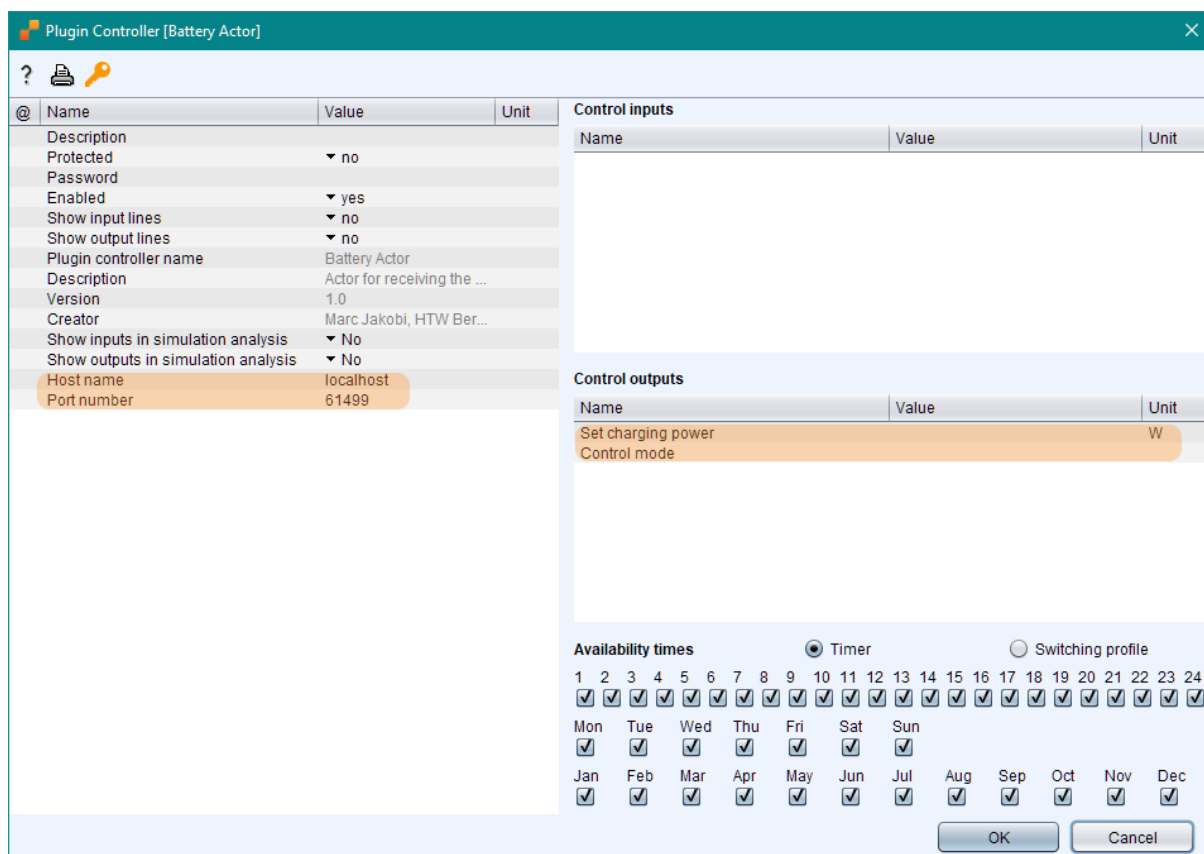 Plugin Controller [Battery Actor]
?
@ Name Value Unit
Description
Protected no
Password
Enabled yes
Show input lines no
Show output lines no
Plugin controller name Battery Actor
Description Actor for receiving the ...
Version 1.0
Creator Marc Jakobi, HTW Ber...
Show inputs in simulation analysis No
Show outputs in simulation analysis No
Host name localhost
Port number 61499
Control inputs
Name Value Unit
Control outputs
Name Value Unit
Set charging power W
Control mode
Availability times Timer Switching profile
1 2 3 4 5 6 7 8 9 10 11 12 13 14 15 16 17 18 19 20 21 22 23 24
Mon Tue Wed Thu Fri Sat Sun
Jan Feb Mar Apr May Jun Jul Aug Sep Oct Nov Dec
OK Cancel